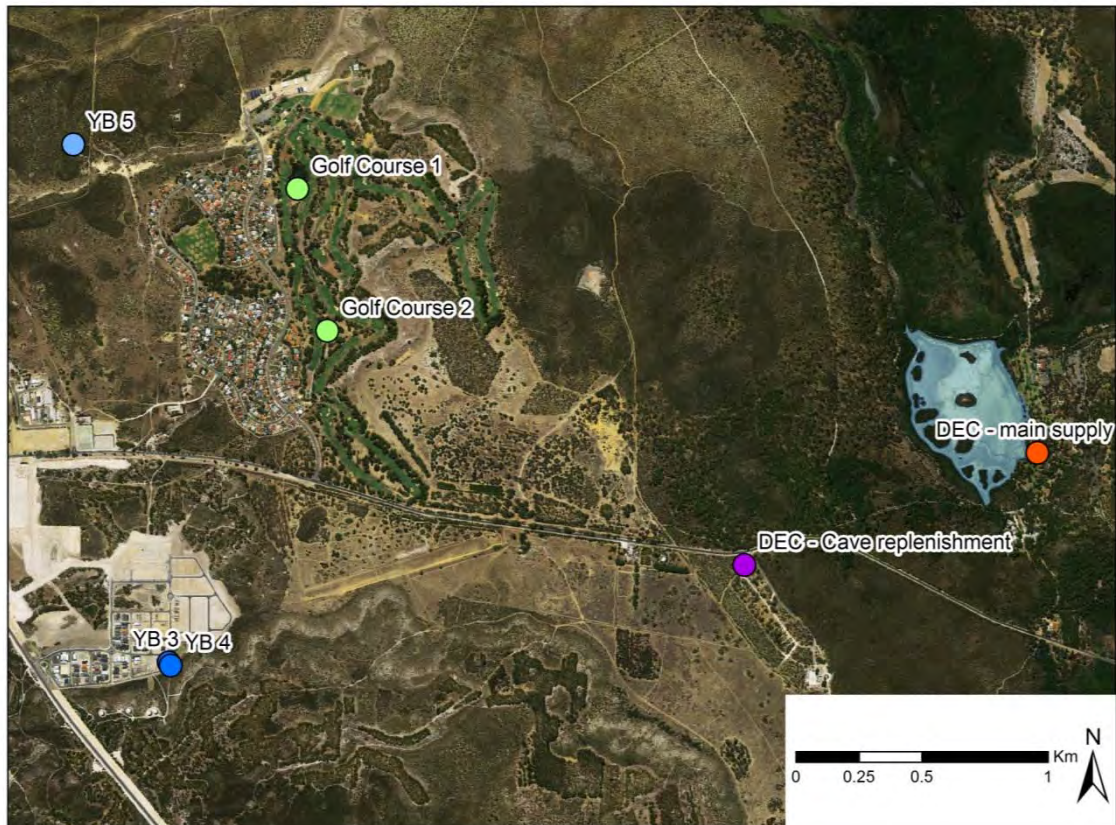 YB 5
Golf Course 1
Golf Course 2
DEC - main supply
DEC - Cave replenishment
YB 3 YB 4
N
Km
0 0.25 0.5 1